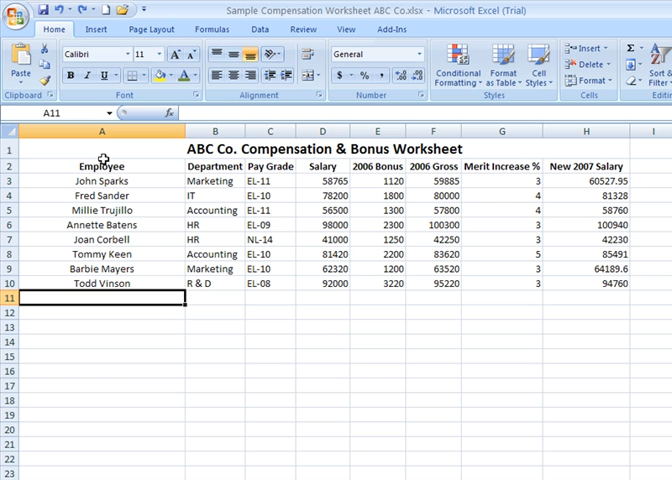 Sample Compensation Worksheet ABC Co.xlsx - Microsoft Excel (Trial)
Home Insert Page Layout Formulas Data Review View Add-Ins
Calibri 11 A A General Insert Σ
Paste Conditional Format Cell Delete Sort &
B I U A $ % , .0 .00 Formatting as Table Styles Format Filter
Clipboard Font Alignment Number Styles Cells Editin
A11 fx
A B C D E F G H I
1 ABC Co. Compensation & Bonus Worksheet
2 Employee Department Pay Grade Salary 2006 Bonus 2006 Gross Merit Increase % New 2007 Salary
3 John Sparks Marketing EL-11 58765 1120 59885 3 60527.95
4 Fred Sander IT EL-10 78200 1800 80000 4 81328
5 Millie Trujillo Accounting EL-11 56500 1300 57800 4 58760
6 Annette Batens HR EL-09 98000 2300 100300 3 100940
7 Joan Corbell HR NL-14 41000 1250 42250 3 42230
8 Tommy Keen Accounting EL-10 81420 2200 83620 5 85491
9 Barbie Mayers Marketing EL-10 62320 1200 63520 3 64189.6
10 Todd Vinson R & D EL-08 92000 3220 95220 3 94760
11
12
13
14
15
16
17
18
19
20
21
22
23